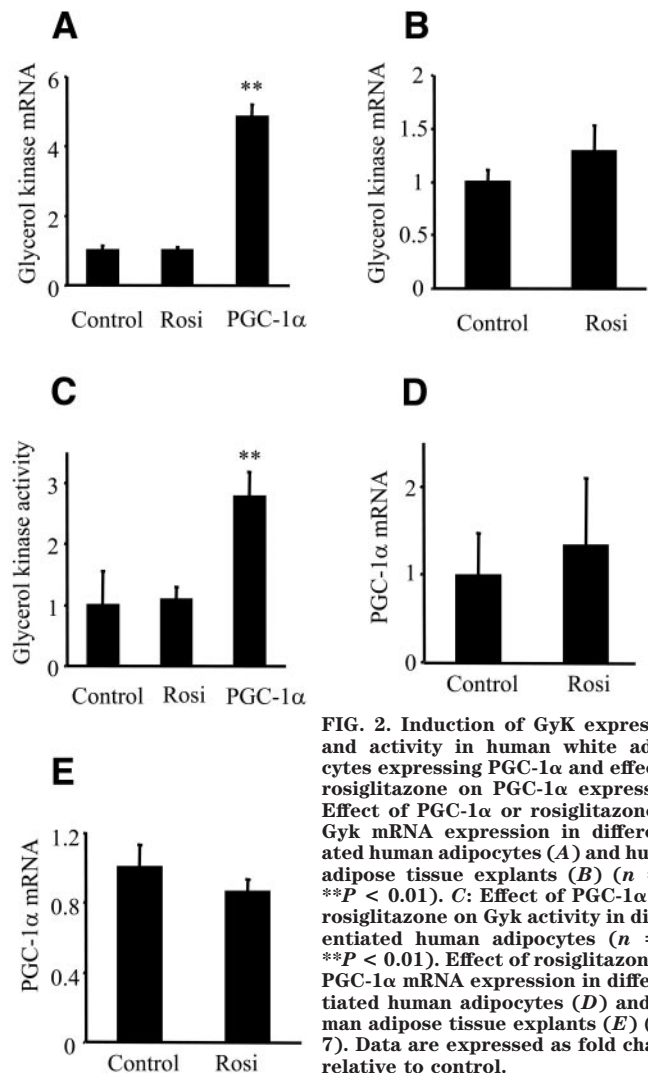 A
Glycerol kinase mRNA
6
4
2
0
**
Control Rosi PGC-1α
B
Glycerol kinase mRNA
2
1.5
1
0.5
0
Control Rosi
C
Glycerol kinase activity
3
2
1
0
**
Control Rosi PGC-1α
D
PGC-1α mRNA
2
1
0
Control Rosi
E
PGC-1α mRNA
1.2
0.8
0.4
0
Control Rosi
FIG. 2. Induction of GyK express
and activity in human white adi
cytes expressing PGC-1α and effec
rosiglitazone on PGC-1α express
Effect of PGC-1α or rosiglitazone
Gyk mRNA expression in differe
ated human adipocytes (A) and hu
adipose tissue explants (B) (n =
**P < 0.01). C: Effect of PGC-1α
rosiglitazone on Gyk activity in di
entiated human adipocytes (n =
**P < 0.01). Effect of rosiglitazon
PGC-1α mRNA expression in differe
tiated human adipocytes (D) and
man adipose tissue explants (E) (
7). Data are expressed as fold cha
relative to control.